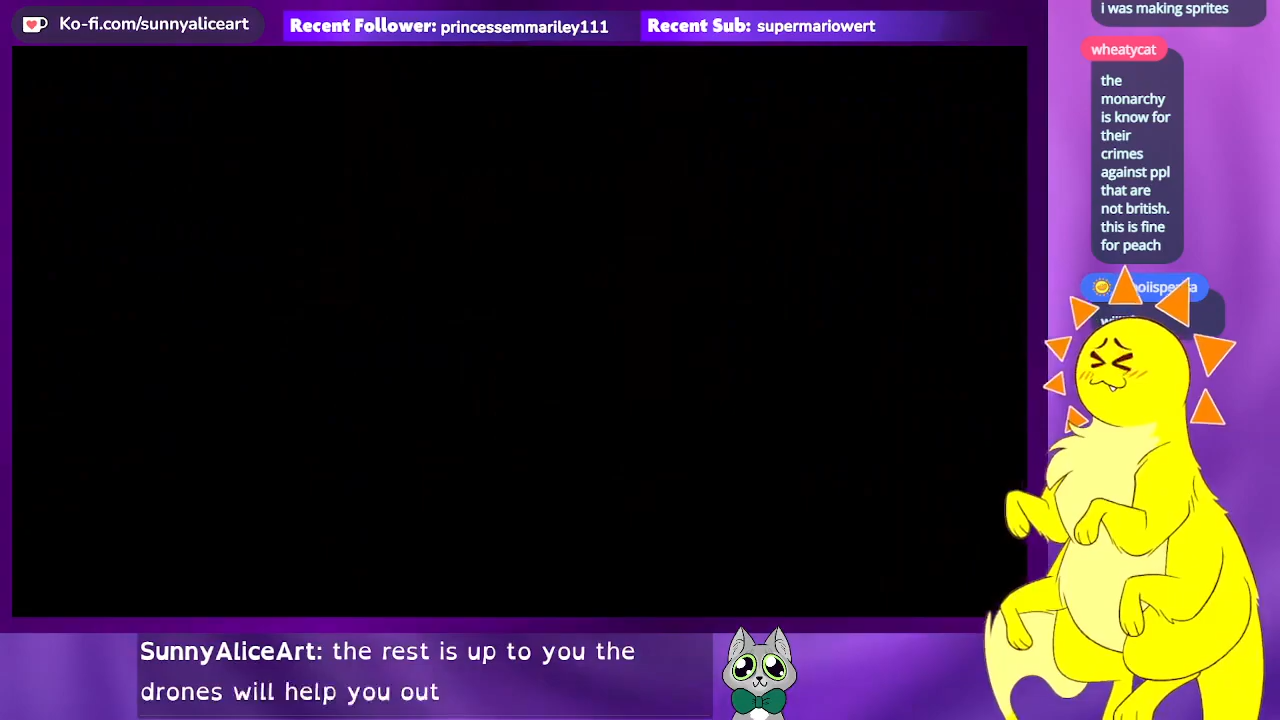 Ko-fi.com/sunnyaliceart
Recent Follower: princessemmariley111
Recent Sub: supermariowert
i was making sprites
wheatycat
the
monarchy
is know for
their
crimes
against ppl
that are
not british.
this is fine
for peach
SunnyAliceArt: the rest is up to you the
drones will help you out